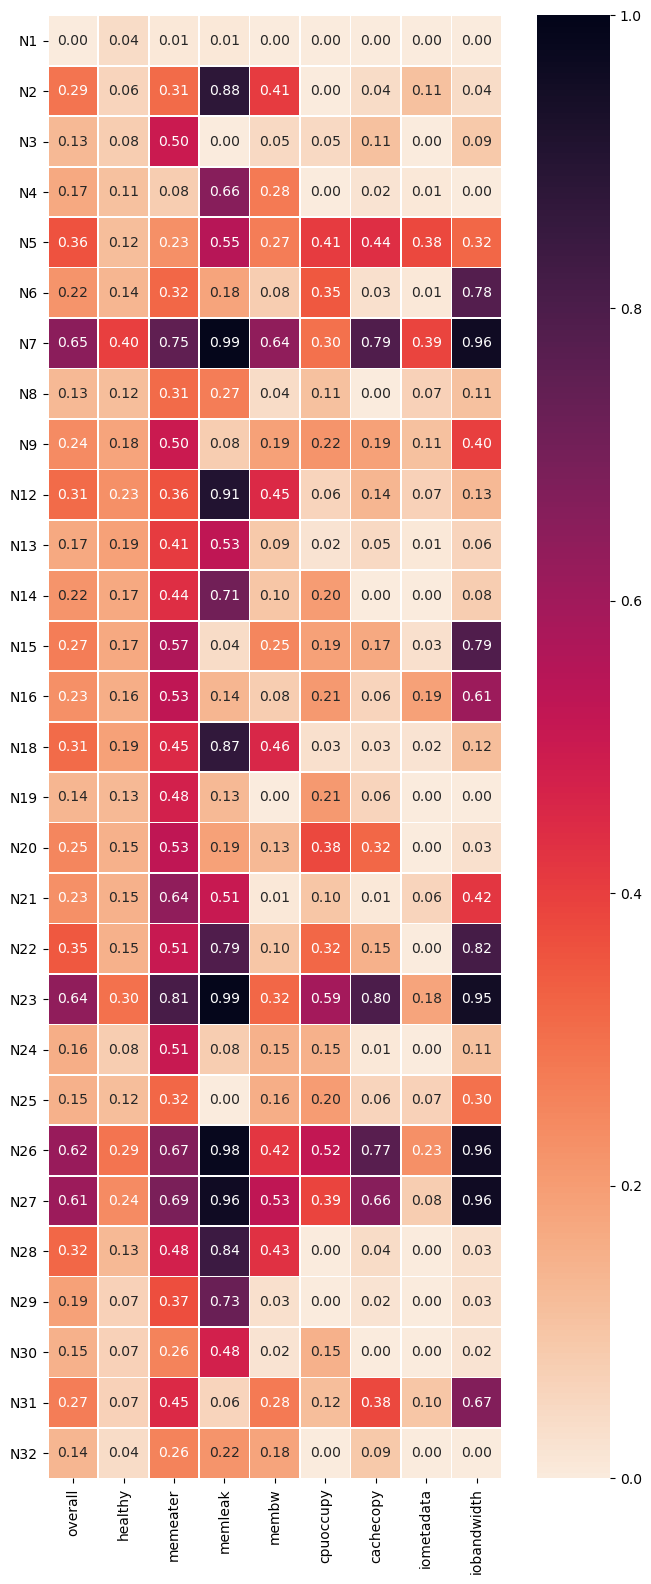 N1 0.00 0.04 0.01 0.01 0.00 0.00 0.00 0.00 0.00
N2 0.29 0.06 0.31 0.88 0.41 0.00 0.04 0.11 0.04
N3 0.13 0.08 0.50 0.00 0.05 0.05 0.11 0.00 0.09
N4 0.17 0.11 0.08 0.66 0.28 0.00 0.02 0.01 0.00
N5 0.36 0.12 0.23 0.55 0.27 0.41 0.44 0.38 0.32
N6 0.22 0.14 0.32 0.18 0.08 0.35 0.03 0.01 0.78
N7 0.65 0.40 0.75 0.99 0.64 0.30 0.79 0.39 0.96
N8 0.13 0.12 0.31 0.27 0.04 0.11 0.00 0.07 0.11
N9 0.24 0.18 0.50 0.08 0.19 0.22 0.19 0.11 0.40
N12 0.31 0.23 0.36 0.91 0.45 0.06 0.14 0.07 0.13
N13 0.17 0.19 0.41 0.53 0.09 0.02 0.05 0.01 0.06
N14 0.22 0.17 0.44 0.71 0.10 0.20 0.00 0.00 0.08
N15 0.27 0.17 0.57 0.04 0.25 0.19 0.17 0.03 0.79
N16 0.23 0.16 0.53 0.14 0.08 0.21 0.06 0.19 0.61
N18 0.31 0.19 0.45 0.87 0.46 0.03 0.03 0.02 0.12
N19 0.14 0.13 0.48 0.13 0.00 0.21 0.06 0.00 0.00
N20 0.25 0.15 0.53 0.19 0.13 0.38 0.32 0.00 0.03
N21 0.23 0.15 0.64 0.51 0.01 0.10 0.01 0.06 0.42
N22 0.35 0.15 0.51 0.79 0.10 0.32 0.15 0.00 0.82
N23 0.64 0.30 0.81 0.99 0.32 0.59 0.80 0.18 0.95
N24 0.16 0.08 0.51 0.08 0.15 0.15 0.01 0.00 0.11
N25 0.15 0.12 0.32 0.00 0.16 0.20 0.06 0.07 0.30
N26 0.62 0.29 0.67 0.98 0.42 0.52 0.77 0.23 0.96
N27 0.61 0.24 0.69 0.96 0.53 0.39 0.66 0.08 0.96
N28 0.32 0.13 0.48 0.84 0.43 0.00 0.04 0.00 0.03
N29 0.19 0.07 0.37 0.73 0.03 0.00 0.02 0.00 0.03
N30 0.15 0.07 0.26 0.48 0.02 0.15 0.00 0.00 0.02
N31 0.27 0.07 0.45 0.06 0.28 0.12 0.38 0.10 0.67
N32 0.14 0.04 0.26 0.22 0.18 0.00 0.09 0.00 0.00
overall
healthy
memeater
memleak
membw
cpuoccupy
cachecopy
iometadata
iobandwidth
1.0
0.8
0.6
0.4
0.2
0.0